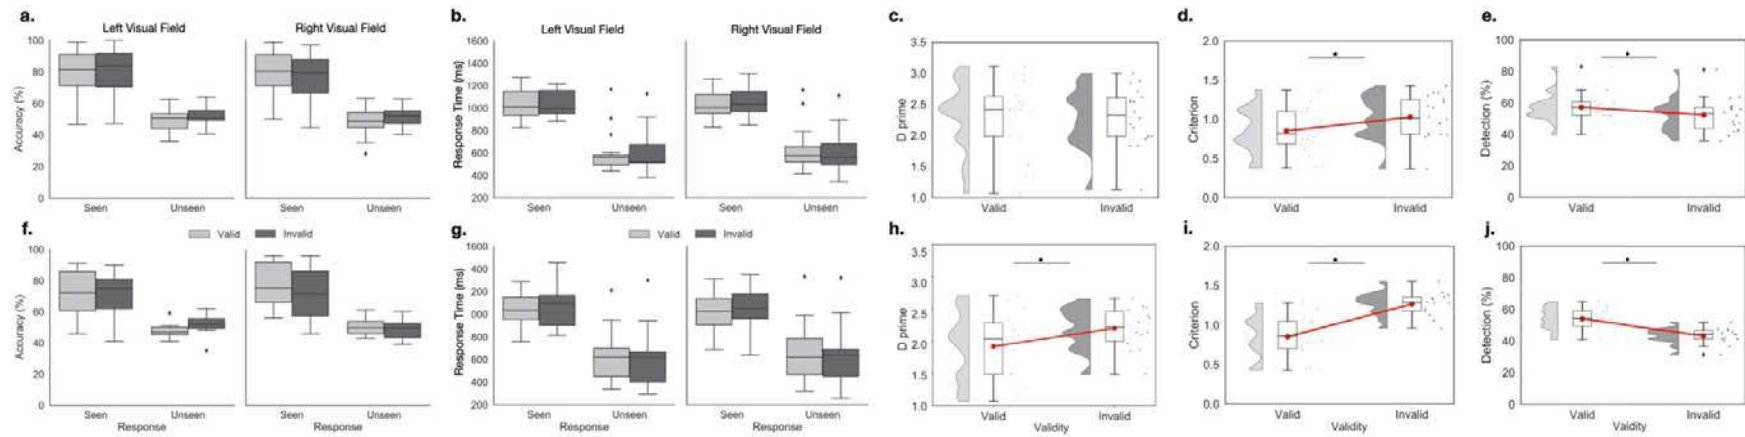 a.
Left Visual Field Right Visual Field
Accuracy (%)
100
80
60
40
20
0
Seen Unseen Seen Unseen
b.
Left Visual Field Right Visual Field
Response Time (ms)
1600
1400
1200
1000
800
600
400
200
Seen Unseen Seen Unseen
c.
D prime
3.5
3.0
2.5
2.0
1.5
1.0
Valid Invalid
d.
Criterion
2.0
1.5
1.0
0.5
0.0
Valid Invalid
e.
Detection (%)
100
80
60
40
20
0
Valid Invalid
f.
Valid Invalid
Accuracy (%)
100
80
60
40
20
0
Seen Unseen Seen Unseen
Response Response
g.
Valid Invalid
Response Time (ms)
1600
400
200
000
800
600
400
200
Seen Unseen Seen Unseen
Response Response
h.
D prime
3.5
3.0
2.5
2.0
1.5
1.0
Valid Invalid
Validity
i.
Criterion
2.0
1.5
1.0
0.5
0.0
Valid Invalid
Validity
j.
Detection (%)
100
80
60
40
20
0
Valid Invalid
Vaidity